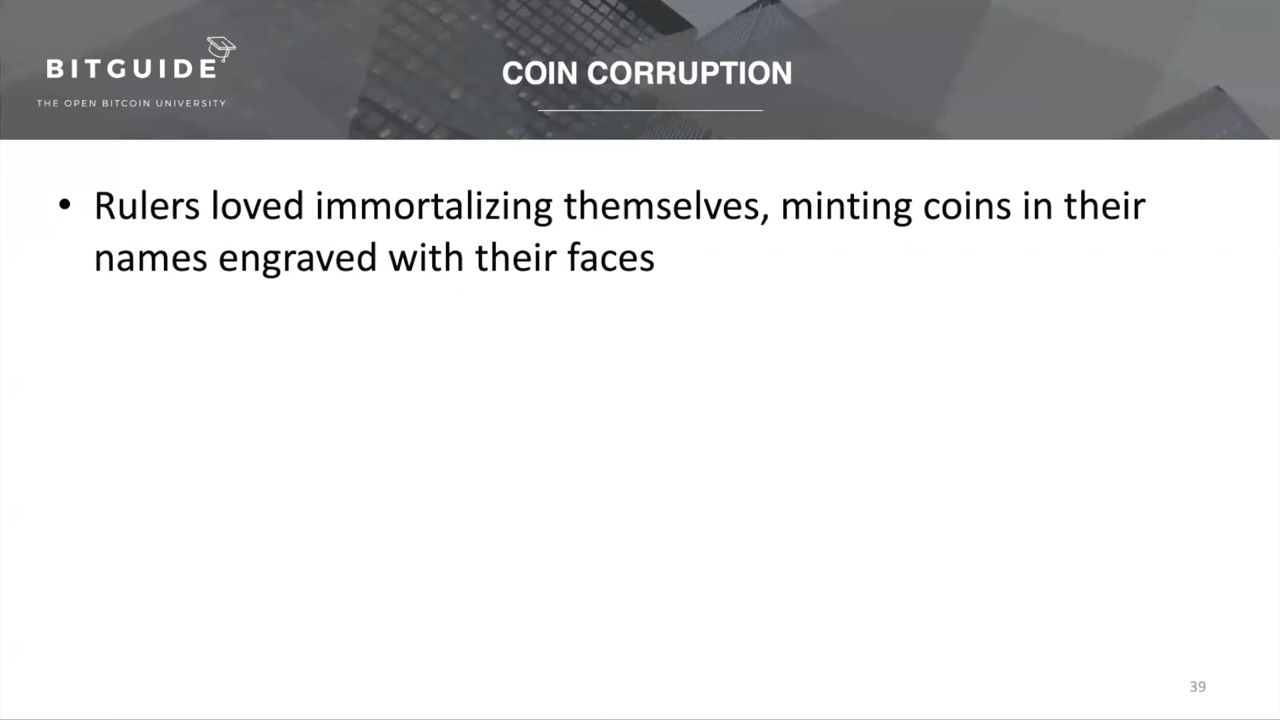 BITGUIDE
THE OPEN BITCOIN UNIVERSITY
COIN CORRUPTION
• Rulers loved immortalizing themselves, minting coins in their
names engraved with their faces
39